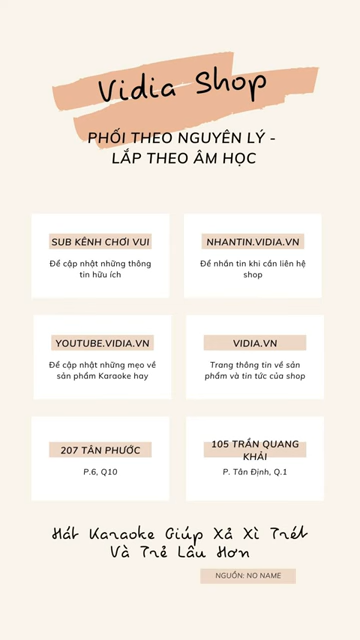 Vidia Shop
PHỐI THEO NGUYÊN LÝ -
LẮP THEO ÂM HỌC
SUB KÊNH CHƠI VUI
Để cập nhật những thông
tin hữu ích
NHANTIN.VIDIA.VN
Để nhắn tin khi cần liên hệ
shop
YOUTUBE.VIDIA.VN
Để cập nhật những mẹo về
sản phẩm Karaoke hay
VIDIA.VN
Trang thông tin về sản
phẩm và tin tức của shop
207 TÂN PHƯỚC
P.6, Q10
105 TRẦN QUANG
KHẢI
P. Tân Định, Q.1
Hát Karaoke Giúp Xả Xì Trét
Và Trẻ Lâu Hơn
NGUỒN: NO NAME